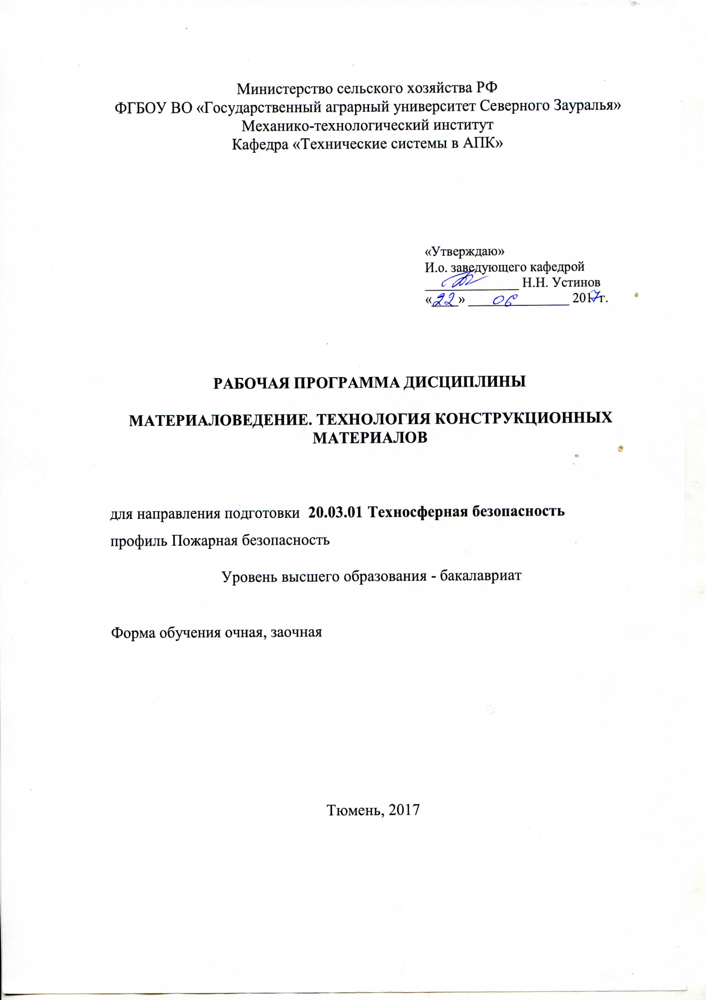 Министерство сельского хозяйства РФ
ФГБОУ ВО «Государственный аграрный университет Северного Зауралья»
Механико-технологический институт
Кафедра «Технические системы в АПК»
«Утверждаю»
И.о. заведующего кафедрой
Н.Н. Устинов
«22» 06 2017г.
РАБОЧАЯ ПРОГРАММА ДИСЦИПЛИНЫ
МАТЕРИАЛОВЕДЕНИЕ. ТЕХНОЛОГИЯ КОНСТРУКЦИОННЫХ
МАТЕРИАЛОВ
для направления подготовки 20.03.01 Техносферная безопасность
профиль Пожарная безопасность
Уровень высшего образования - бакалавриат
Форма обучения очная, заочная
Тюмень, 2017